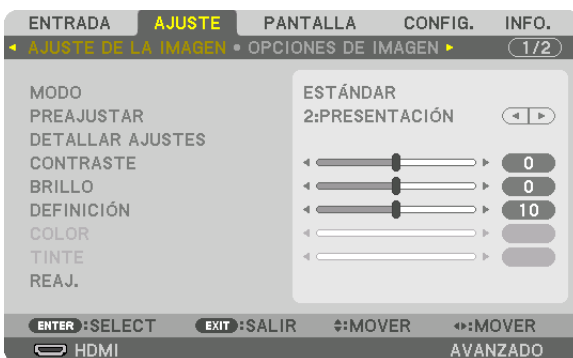 ENTRADA AJUSTE PANTALLA CONFIG. INFO.
AJUSTE DE LA IMAGEN • OPCIONES DE IMAGEN 1/2
MODO ESTÁNDAR
PREAJUSTAR 2:PRESENTACIÓN
DETALLAR AJUSTES
CONTRASTE 0
BRILLO 0
DEFINICIÓN 10
COLOR
TINTE
REAJ.
ENTER :SELECT EXIT :SALIR :MOVER :MOVER
HDMI AVANZADO